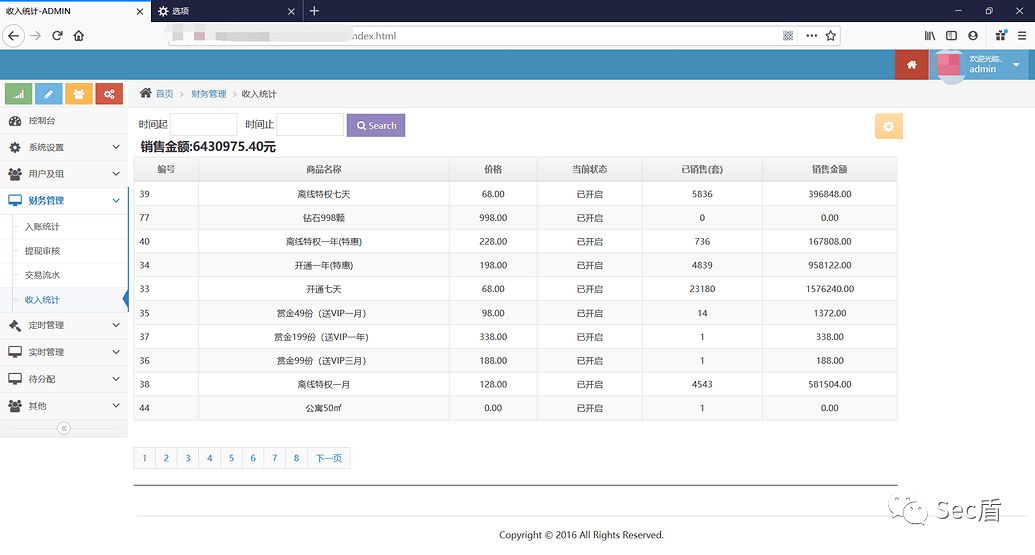 收入统计-ADMIN
选项
ndex.html
欢迎光临,
admin
首页 > 财务管理 > 收入统计
控制台
系统设置
用户及组
财务管理
入账统计
提现审核
交易流水
收入统计
定时管理
实时管理
待分配
其他
时间起 时间止 Search
销售金额:6430975.40元
编号 商品名称 价格 当前状态 已销售(套) 销售金额
39 离线特权七天 68.00 已开启 5836 396848.00
77 钻石998颗 998.00 已开启 0 0.00
40 离线特权一年(特惠) 228.00 已开启 736 167808.00
34 开通一年(特惠) 198.00 已开启 4839 958122.00
33 开通七天 68.00 已开启 23180 1576240.00
35 赏金49份（送VIP一月） 98.00 已开启 14 1372.00
37 赏金199份（送VIP一年） 338.00 已开启 1 338.00
36 赏金99份（送VIP三月） 188.00 已开启 1 188.00
38 离线特权一月 128.00 已开启 4543 581504.00
44 公寓50㎡ 0.00 已开启 1 0.00
1 2 3 4 5 6 7 8 下一页
Sec盾
Copyright © 2016 All Rights Reserved.